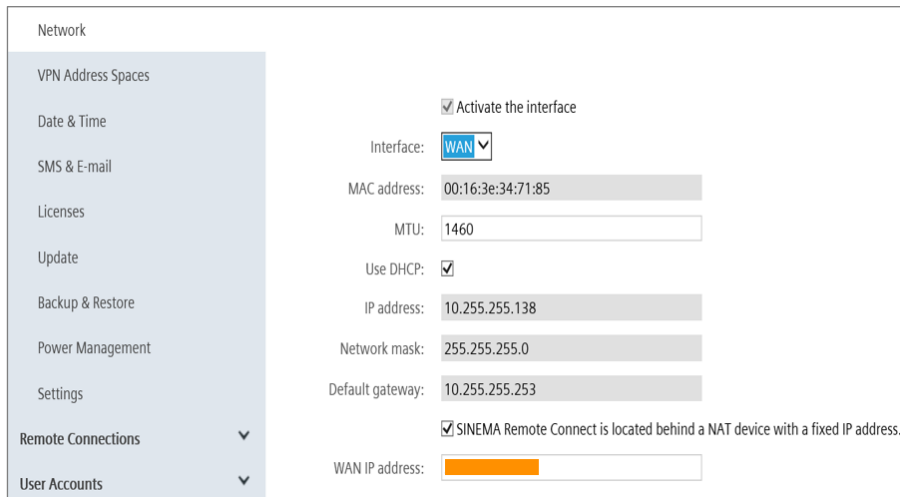 Network
VPN Address Spaces
Date & Time
SMS & E-mail
Licenses
Update
Backup & Restore
Power Management
Settings
Remote Connections
User Accounts
Activate the interface
Interface: WAN
MAC address: 00:16:3e:34:71:85
MTU: 1460
Use DHCP:
IP address: 10.255.255.138
Network mask: 255.255.255.0
Default gateway: 10.255.255.253
SINEMA Remote Connect is located behind a NAT device with a fixed IP address.
WAN IP address: